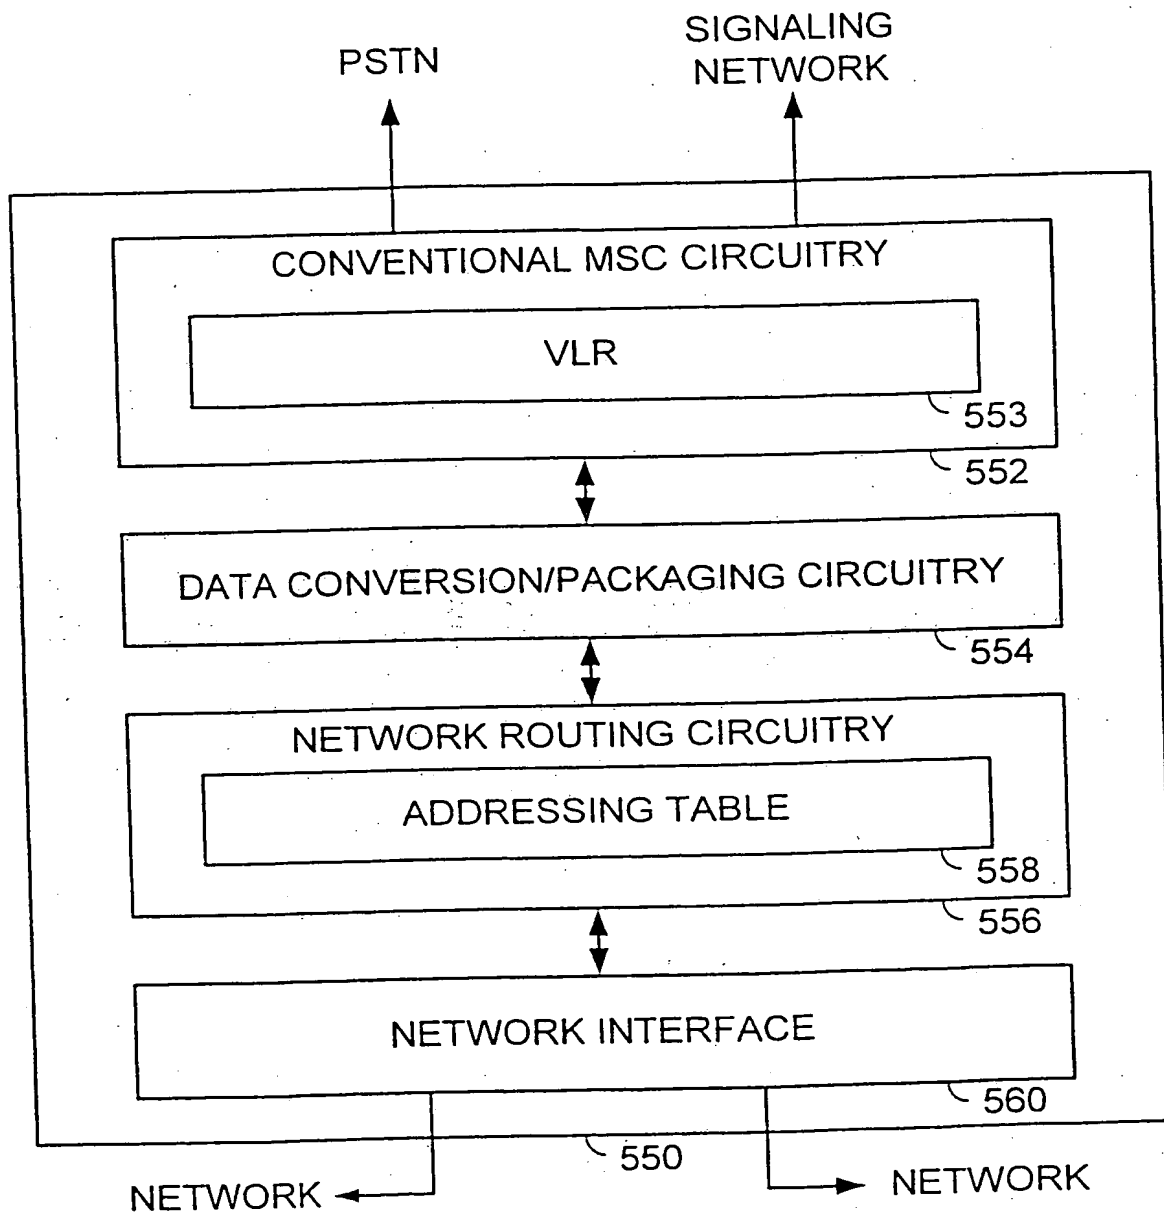 PSTN
SIGNALING
NETWORK
CONVENTIONAL MSC CIRCUITRY
VLR
553
552
DATA CONVERSION/PACKAGING CIRCUITRY
554
NETWORK ROUTING CIRCUITRY
ADDRESSING TABLE
558
556
NETWORK INTERFACE
560
550
NETWORK
NETWORK